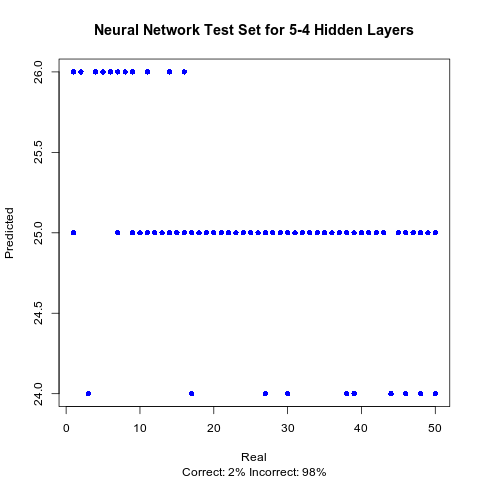 Neural Network Test Set for 5-4 Hidden Layers
26.0
25.5
25.0
24.5
24.0
Predicted
0 10 20 30 40 50
Real
Correct: 2% Incorrect: 98%